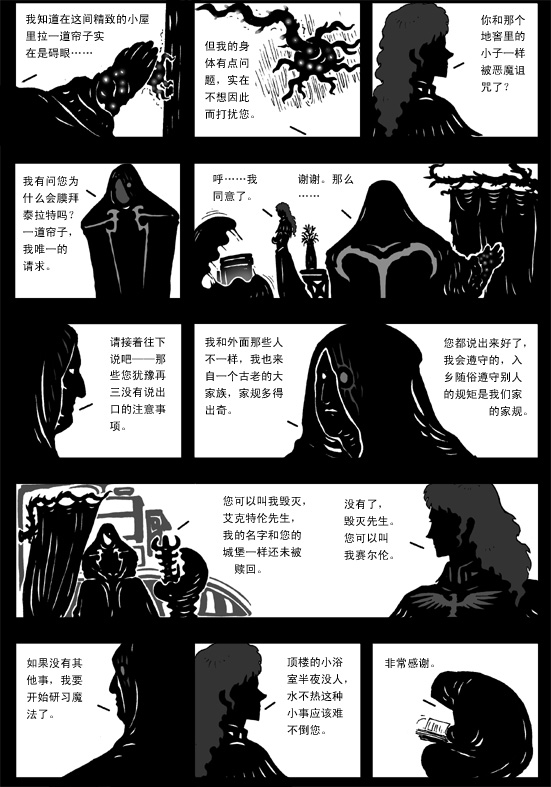 我知道在这间精致的小屋
里拉一道帘子实
在是碍眼……
但我的身
体有点问
题，实在
不想因此
而打扰您。
你和那个
地窖里的
小子一样
被恶魔诅
咒了？
我有问您为
什么会膜拜
泰拉特吗？
一道帘子，
我唯一的
请求。
呼……我
同意了。
谢谢。那么
……
请接着往下
说吧——那
些您犹豫再
三没有说出
口的注意事
项。
我和外面那些人
不一样，我也来
自一个古老的大
家族，家规多得
出奇。
您都说出来好了，
我会遵守的，入
乡随俗遵守别人
的规矩是我们家
的家规。
您可以叫我毁灭，
艾克特伦先生，
我的名字和您的
城堡一样还未被
赎回。
没有了，
毁灭先生。
您可以叫
我赛尔伦。
如果没有其
他事，我要
开始研习魔
法了。
顶楼的小浴
室半夜没人，
水不热这种
小事应该难
不倒您。
非常感谢。